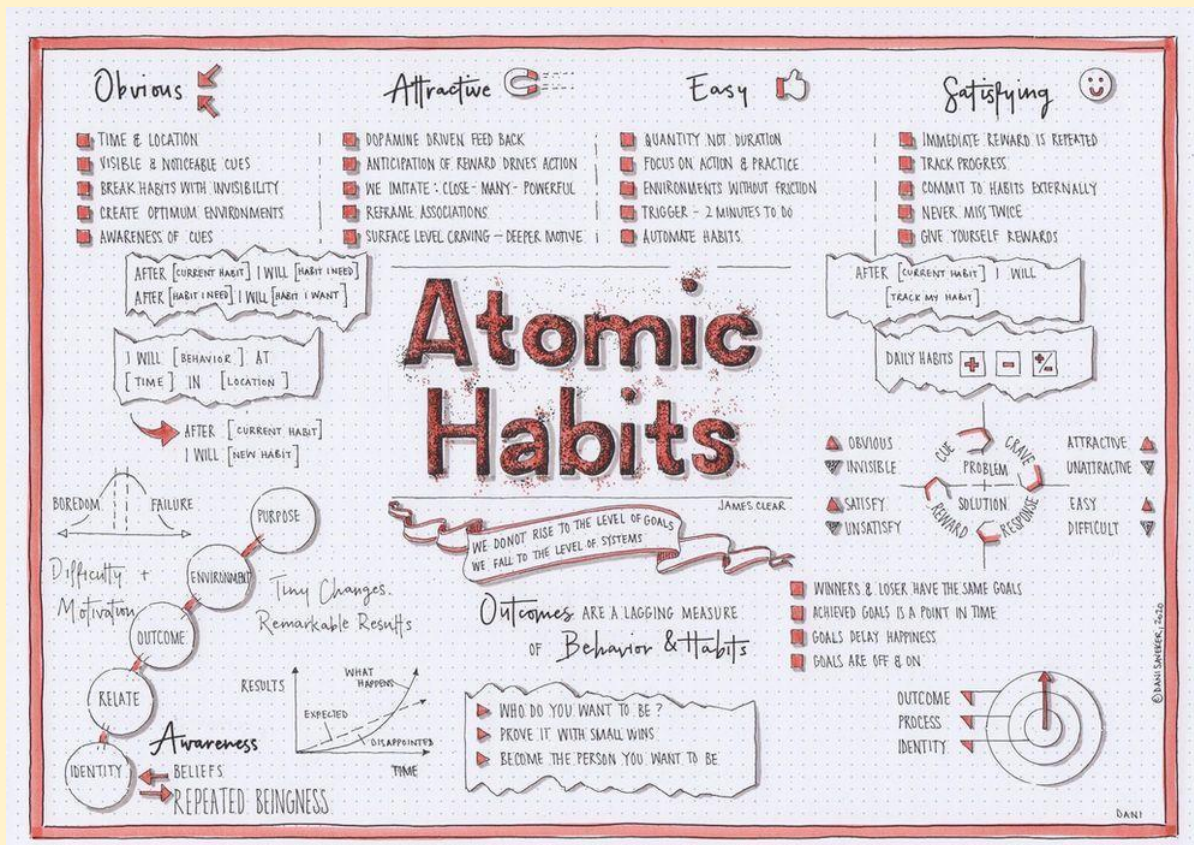 Obvious
TIME & LOCATION
VISIBLE & NOTICEABLE CUES
BREAK HABITS WITH INVISIBILITY
CREATE OPTIMUM ENVIRONMENTS
AWARENESS OF CUES
Attractive
DOPAMINE DRIVEN FEED BACK
ANTICIPATION OF REWARD DRIVES ACTION
WE IMITATE : CLOSE - MANY - POWERFUL
REFRAME ASSOCIATIONS
SURFACE LEVEL CRAVING - DEEPER MOTIVE
Easy
QUANTITY NOT DURATION
FOCUS ON ACTION & PRACTICE
ENVIRONMENTS WITHOUT FRICTION
TRIGGER - 2 MINUTES TO DO
AUTOMATE HABITS
Satisfying
IMMEDIATE REWARD IS REPEATED
TRACK PROGRESS
COMMIT TO HABITS EXTERNALLY
NEVER MISS TWICE
GIVE YOURSELF REWARDS
AFTER [CURRENT HABIT] I WILL [HABIT I NEED]
AFTER [HABIT I NEED] I WILL [HABIT I WANT]
I WILL [BEHAVIOR] AT
[TIME] IN [LOCATION]
AFTER [CURRENT HABIT]
I WILL [NEW HABIT]
Atomic
Habits
JAMES CLEAR
WE DO NOT RISE TO THE LEVEL OF GOALS
WE FALL TO THE LEVEL OF SYSTEMS
AFTER [CURRENT HABIT] I WILL
[TRACK MY HABIT]
DAILY HABITS + - +/-
OBVIOUS
INVISIBLE
SATISFY
UNSATISFY
CUE
CRAVE
PROBLEM
SOLUTION
REWARD
RESPONSE
ATTRACTIVE
UNATTRACTIVE
EASY
DIFFICULT
BOREDOM
FAILURE
Difficulty +
Motivation
PURPOSE
ENVIRONMENT
OUTCOME
RELATE
IDENTITY
Tiny Changes.
Remarkable Results
Awareness
BELIEFS
REPEATED BEINGNESS
RESULTS
WHAT
HAPPENS
EXPECTED
DISAPPOINTED
TIME
Outcomes ARE A LAGGING MEASURE
OF Behavior & Habits
WHO DO YOU WANT TO BE ?
PROVE IT WITH SMALL WINS
BECOME THE PERSON YOU WANT TO BE
WINNERS & LOSER HAVE THE SAME GOALS
ACHIEVED GOALS IS A POINT IN TIME
GOALS DELAY HAPPINESS
GOALS ARE OFF & ON
OUTCOME
PROCESS
IDENTITY
© DANI SANEKER, 2020
DANI